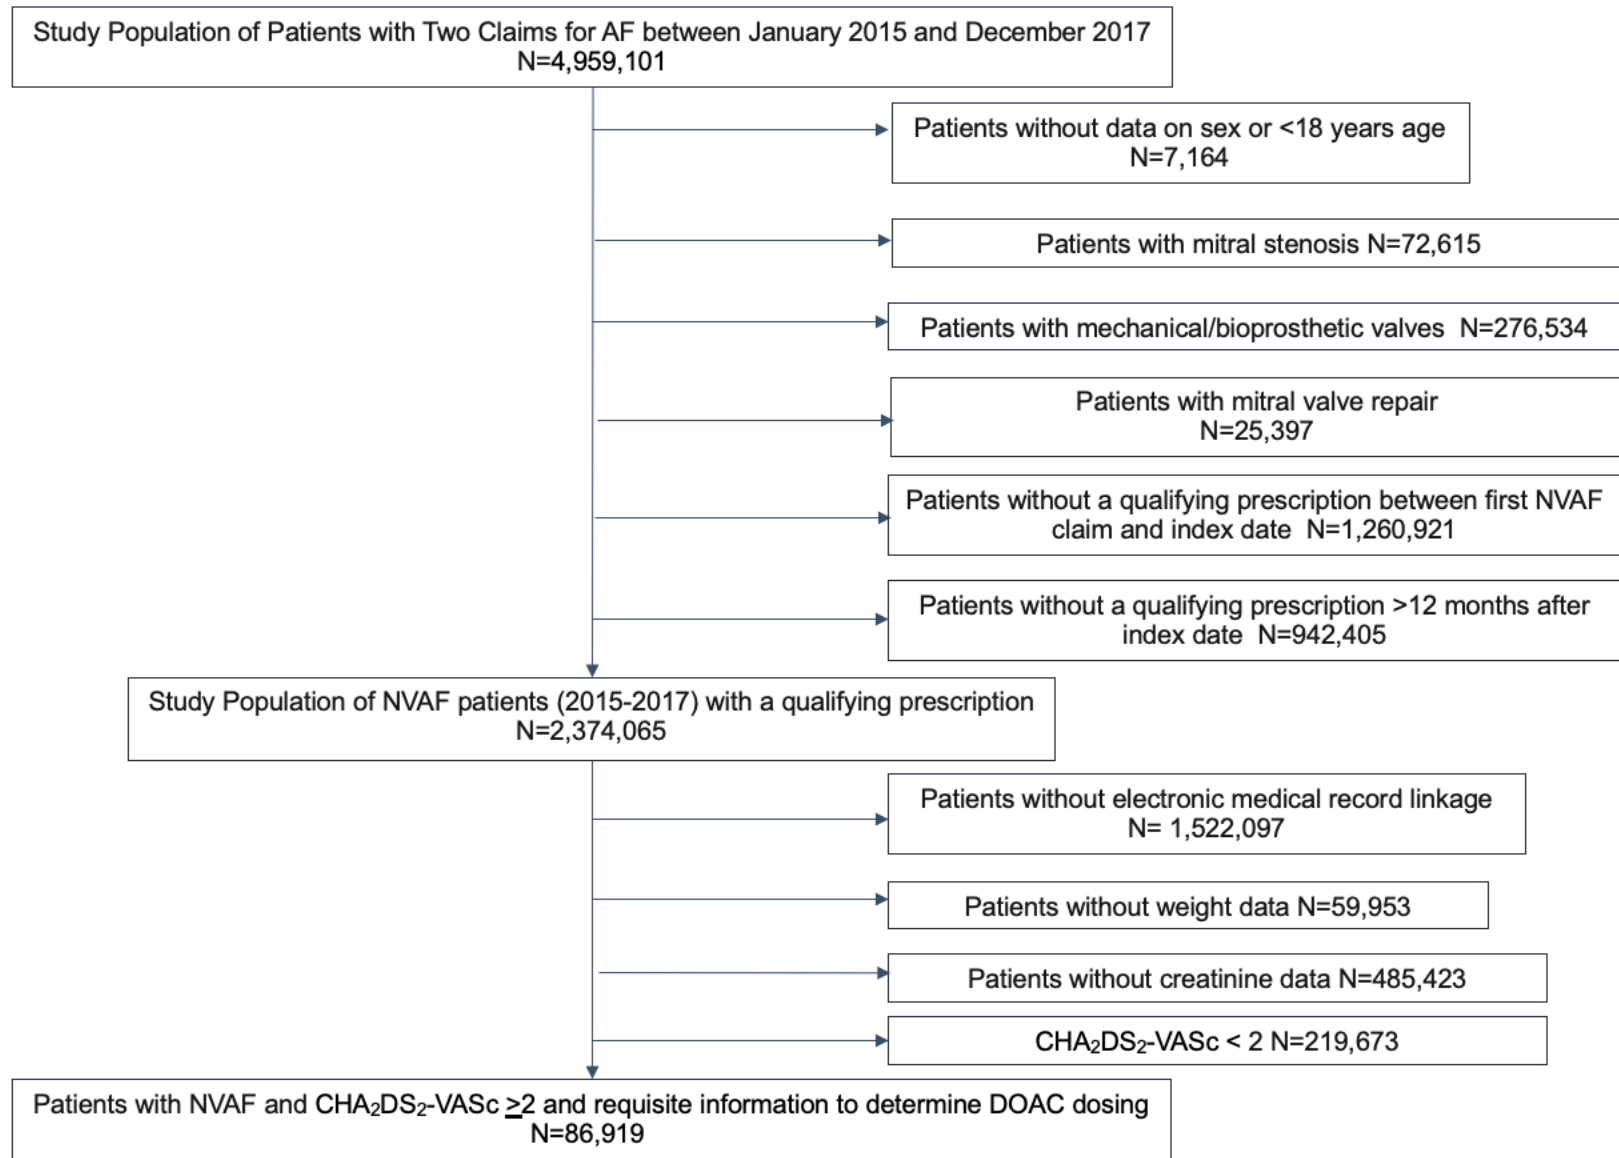 Study Population of Patients with Two Claims for AF between January 2015 and December 2017
N=4,959,101
Patients without data on sex or <18 years age
N=7,164
Patients with mitral stenosis N=72,615
Patients with mechanical/bioprosthetic valves  N=276,534
Patients with mitral valve repair
N=25,397
Patients without a qualifying prescription between first NVAF
claim and index date  N=1,260,921
Patients without a qualifying prescription >12 months after
index date  N=942,405
Study Population of NVAF patients (2015-2017) with a qualifying prescription
N=2,374,065
Patients without electronic medical record linkage
N= 1,522,097
Patients without weight data N=59,953
Patients without creatinine data N=485,423
CHA₂DS₂-VASc < 2 N=219,673
Patients with NVAF and CHA₂DS₂-VASc ≥2 and requisite information to determine DOAC dosing
N=86,919